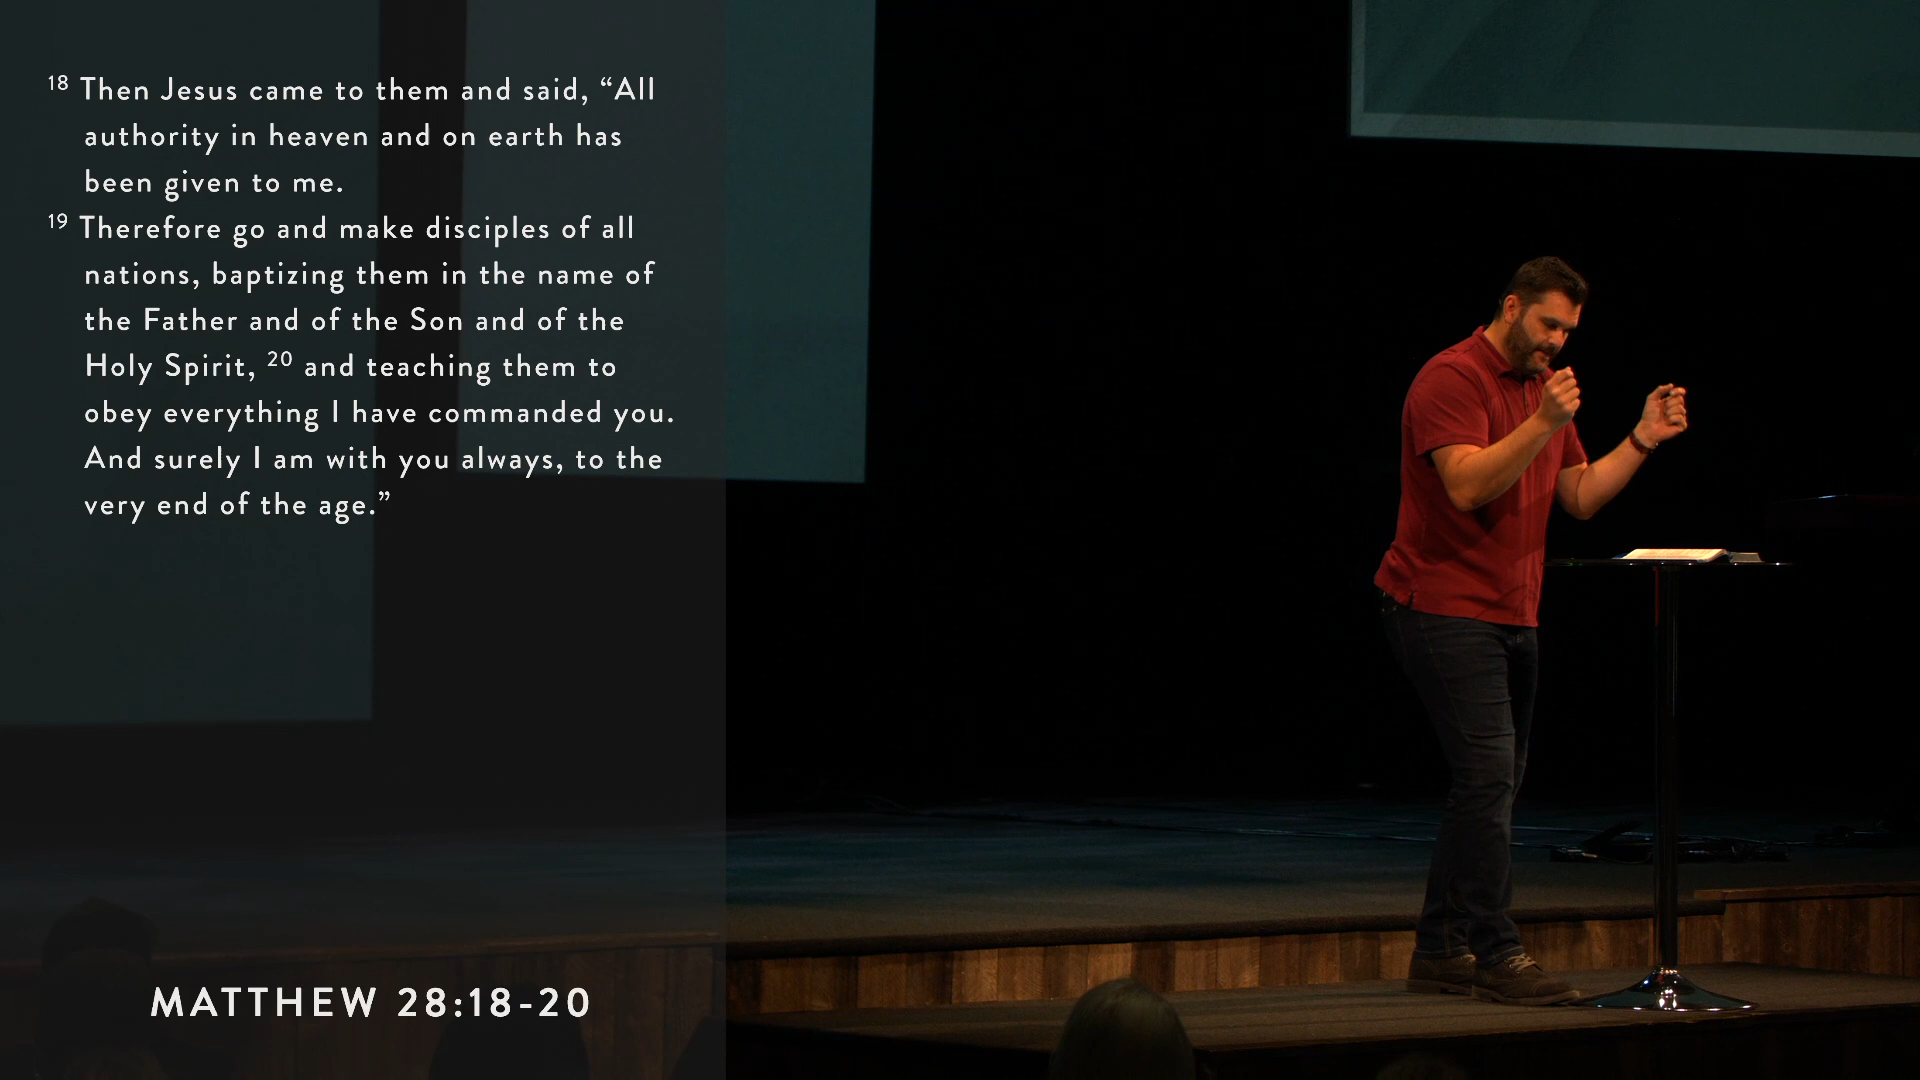 18 Then Jesus came to them and said, “All
authority in heaven and on earth has
been given to me.
19 Therefore go and make disciples of all
nations, baptizing them in the name of
the Father and of the Son and of the
Holy Spirit, 20 and teaching them to
obey everything I have commanded you.
And surely I am with you always, to the
very end of the age.”
MATTHEW 28:18-20